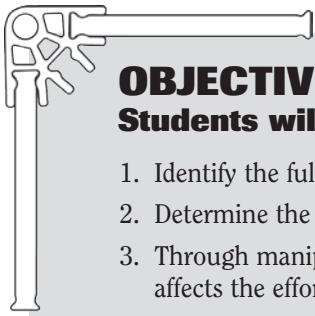 OBJECTIV
Students wil
1. Identify the ful
2. Determine the
3. Through manip
affects the effor